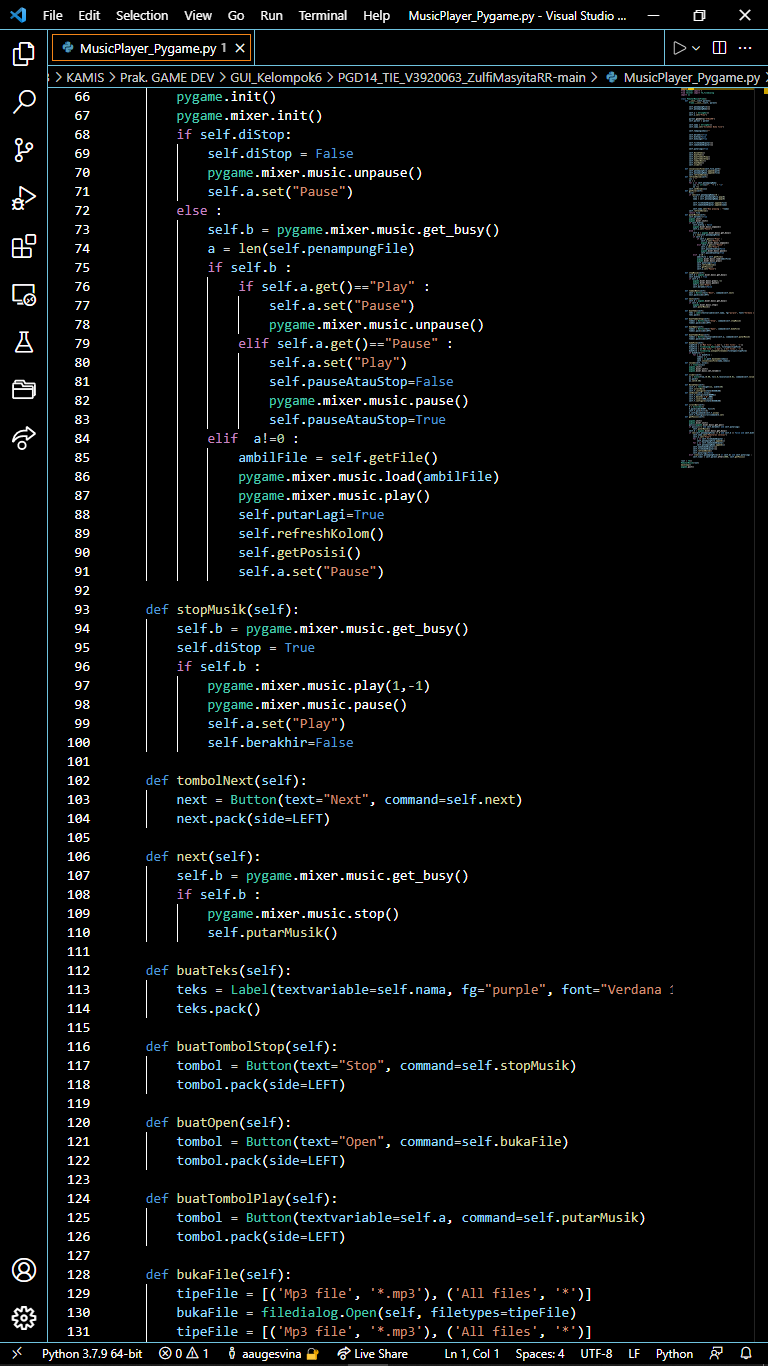 File Edit Selection View Go Run Terminal Help MusicPlayer_Pygame.py - Visual Studio ...
MusicPlayer_Pygame.py 1
> KAMIS > Prak. GAME DEV > GUI_Kelompok6 > PGD14_TIE_V3920063_ZulfiMasyitaRR-main > MusicPlayer_Pygame.py >
66 pygame.init()
67 pygame.mixer.init()
68 if self.diStop:
69 self.diStop = False
70 pygame.mixer.music.unpause()
71 self.a.set("Pause")
72 else :
73 self.b = pygame.mixer.music.get_busy()
74 a = len(self.penampungFile)
75 if self.b :
76 if self.a.get()=="Play" :
77 self.a.set("Pause")
78 pygame.mixer.music.unpause()
79 elif self.a.get()=="Pause" :
80 self.a.set("Play")
81 self.pauseAtauStop=False
82 pygame.mixer.music.pause()
83 self.pauseAtauStop=True
84 elif  a!=0 :
85 ambilFile = self.getFile()
86 pygame.mixer.music.load(ambilFile)
87 pygame.mixer.music.play()
88 self.putarLagi=True
89 self.refreshKolom()
90 self.getPosisi()
91 self.a.set("Pause")
92
93 def stopMusik(self):
94 self.b = pygame.mixer.music.get_busy()
95 self.diStop = True
96 if self.b :
97 pygame.mixer.music.play(1,-1)
98 pygame.mixer.music.pause()
99 self.a.set("Play")
100 self.berakhir=False
101
102 def tombolNext(self):
103 next = Button(text="Next", command=self.next)
104 next.pack(side=LEFT)
105
106 def next(self):
107 self.b = pygame.mixer.music.get_busy()
108 if self.b :
109 pygame.mixer.music.stop()
110 self.putarMusik()
111
112 def buatTeks(self):
113 teks = Label(textvariable=self.nama, fg="purple", font="Verdana
114 teks.pack()
115
116 def buatTombolStop(self):
117 tombol = Button(text="Stop", command=self.stopMusik)
118 tombol.pack(side=LEFT)
119
120 def buatOpen(self):
121 tombol = Button(text="Open", command=self.bukaFile)
122 tombol.pack(side=LEFT)
123
124 def buatTombolPlay(self):
125 tombol = Button(textvariable=self.a, command=self.putarMusik)
126 tombol.pack(side=LEFT)
127
128 def bukaFile(self):
129 tipeFile = [('Mp3 file', '*.mp3'), ('All files', '*')]
130 bukaFile = filedialog.Open(self, filetypes=tipeFile)
131 tipeFile = [('Mp3 file', '*.mp3'), ('All files', '*')]
Python 3.7.9 64-bit 0 1 aaugesvina Live Share Ln 1, Col 1 Spaces: 4 UTF-8 LF Python